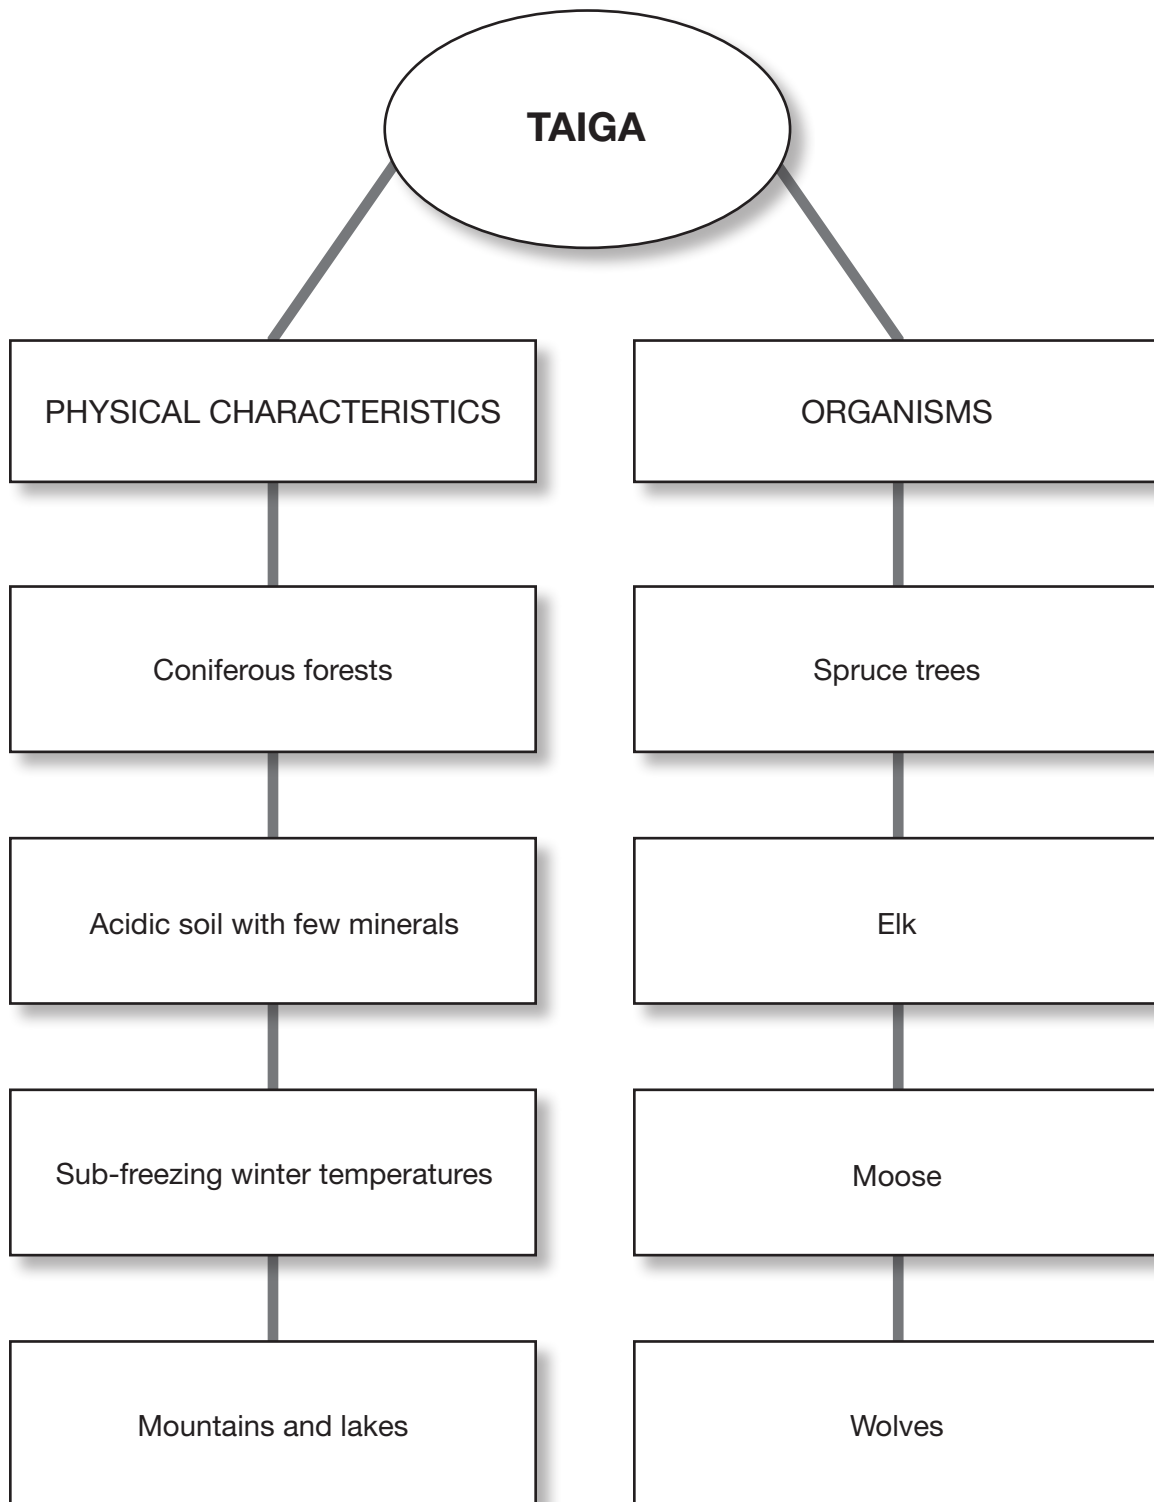 TAIGA
PHYSICAL CHARACTERISTICS
ORGANISMS
Coniferous forests
Spruce trees
Acidic soil with few minerals
Elk
Sub-freezing winter temperatures
Moose
Mountains and lakes
Wolves